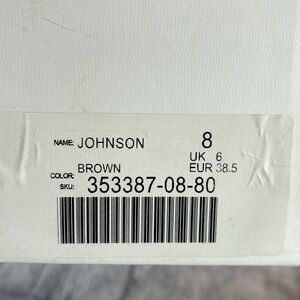 NAME: JOHNSON 8
UK 6
COLOR: BROWN EUR 38.5
SKU: 353387-08-80